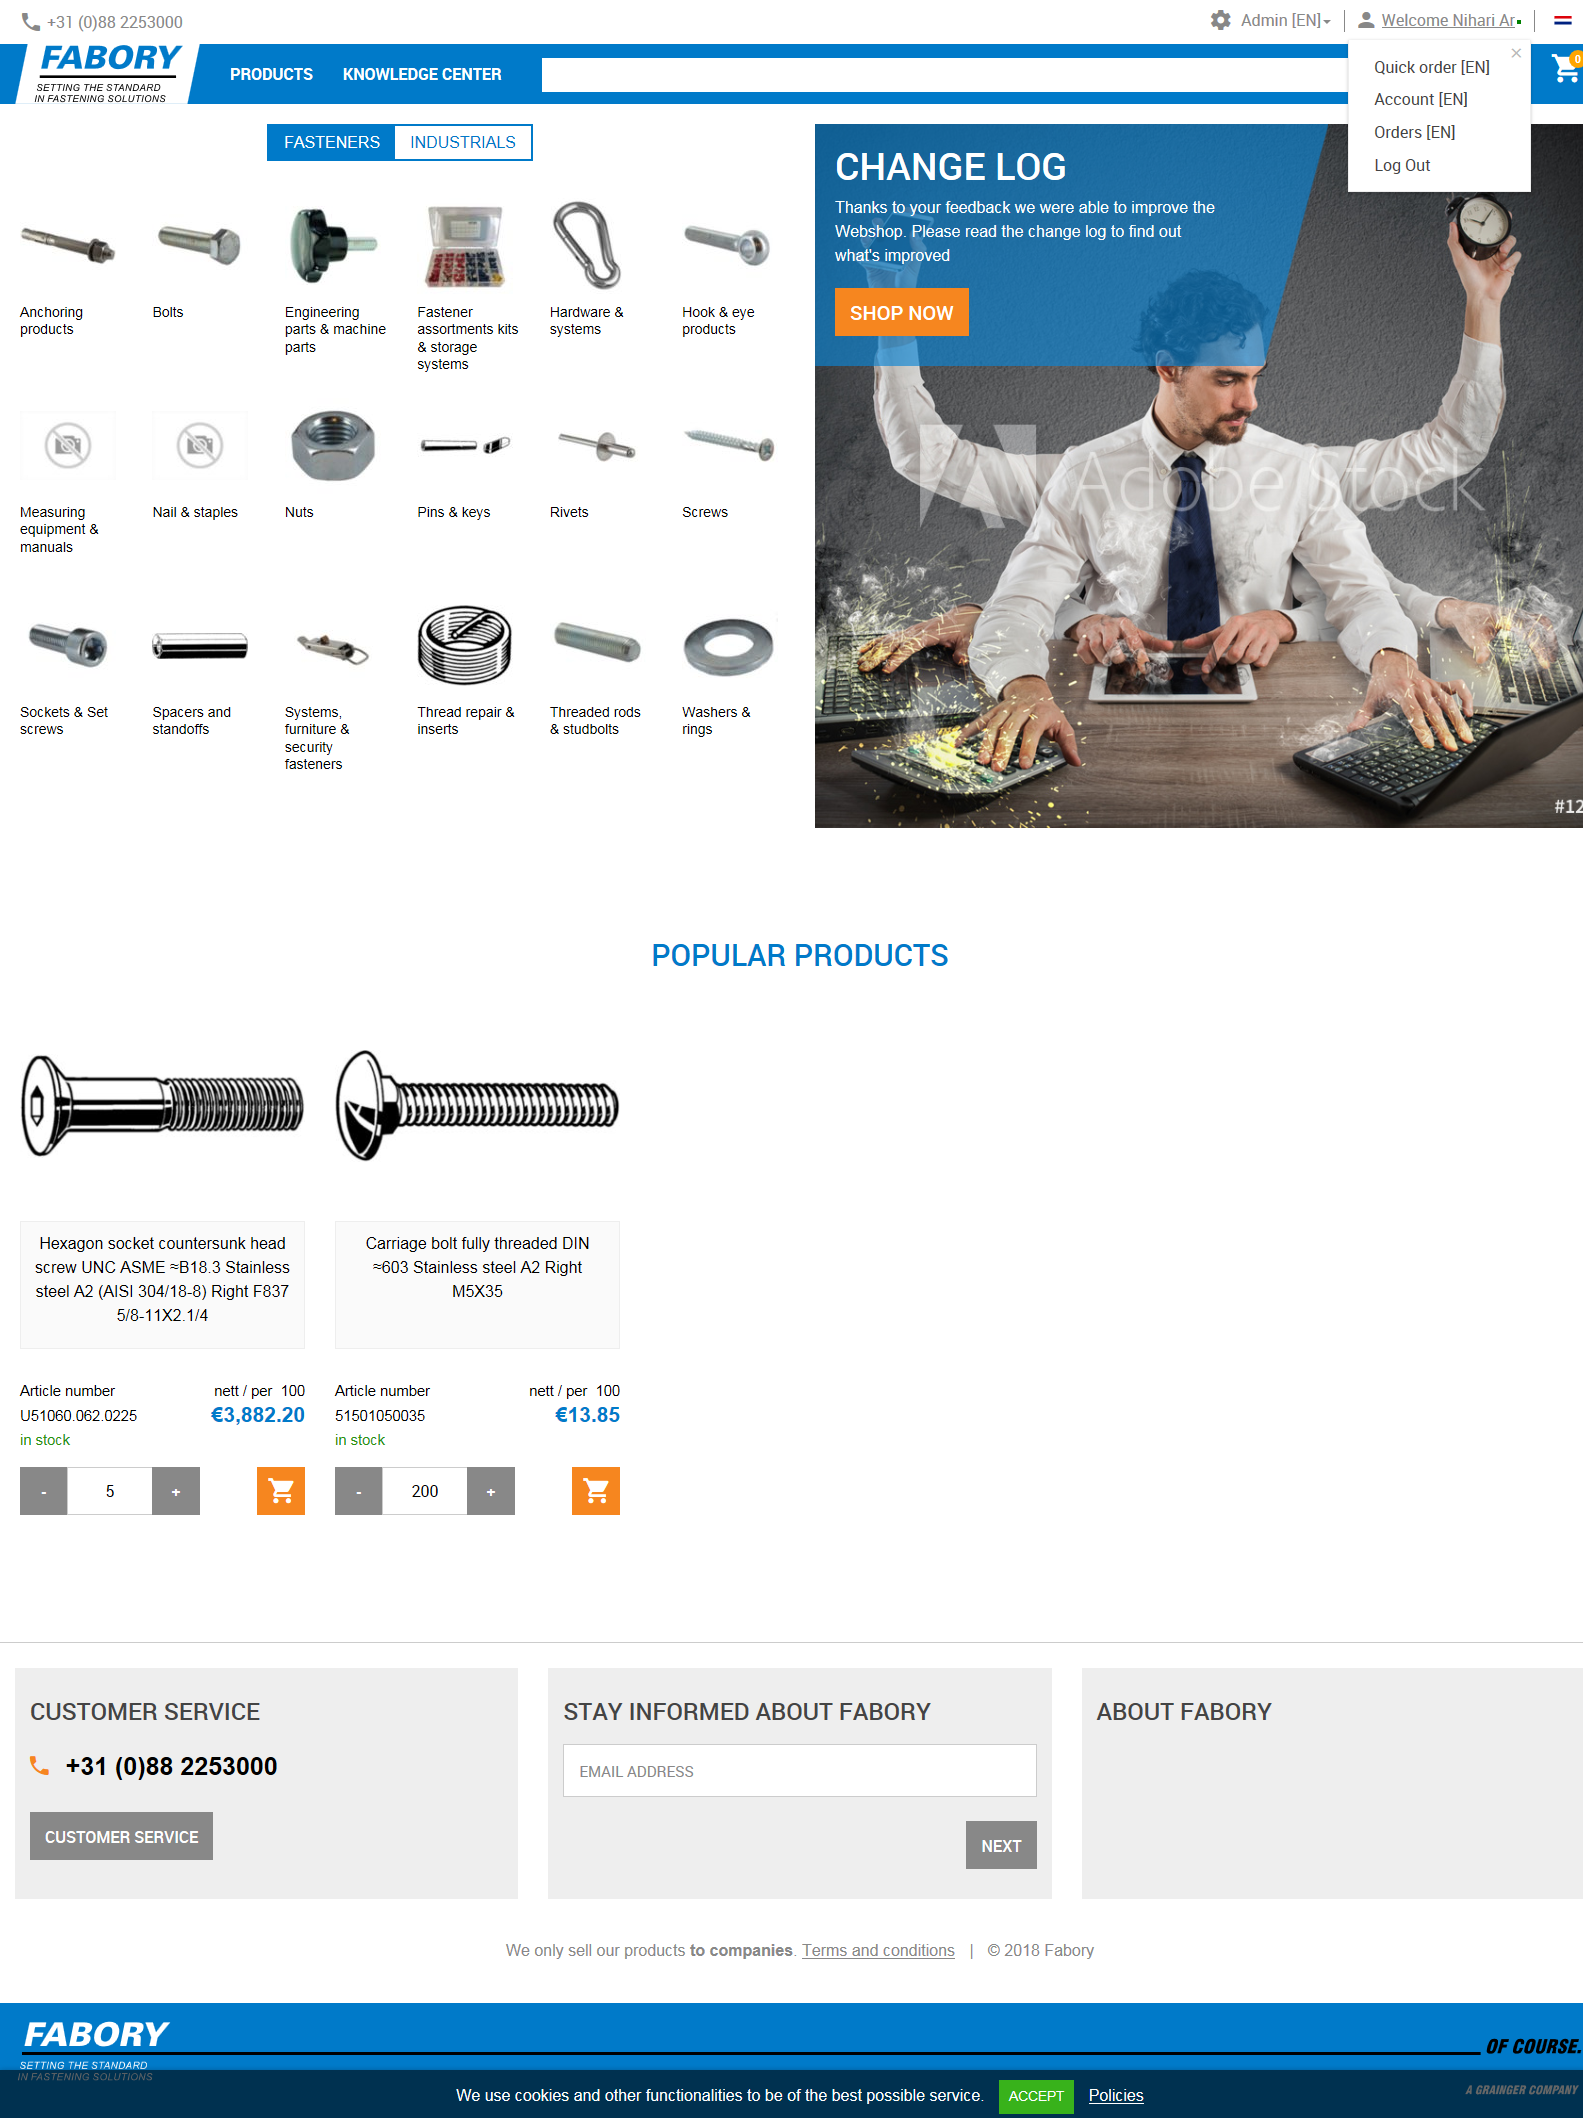 +31 (0)88 2253000
Admin [EN]
Welcome Nihari Ar
FABORY
SETTING THE STANDARD
IN FASTENING SOLUTIONS
PRODUCTS
KNOWLEDGE CENTER
0
Quick order [EN]
Account [EN]
Orders [EN]
Log Out
FASTENERS
INDUSTRIALS
Anchoring
products
Bolts
Engineering
parts & machine
parts
Fastener
assortments kits
& storage
systems
Hardware &
systems
Hook & eye
products
Measuring
equipment &
manuals
Nail & staples
Nuts
Pins & keys
Rivets
Screws
Sockets & Set
screws
Spacers and
standoffs
Systems,
furniture &
security
fasteners
Thread repair &
inserts
Threaded rods
& studbolts
Washers &
rings
CHANGE LOG
Thanks to your feedback we were able to improve the
Webshop. Please read the change log to find out
what's improved
SHOP NOW
Adobe Stock
#12
POPULAR PRODUCTS
Hexagon socket countersunk head
screw UNC ASME ≈B18.3 Stainless
steel A2 (AISI 304/18-8) Right F837
5/8-11X2.1/4
Article number
nett / per 100
U51060.062.0225
€3,882.20
in stock
- 5 +
Carriage bolt fully threaded DIN
≈603 Stainless steel A2 Right
M5X35
Article number
nett / per 100
51501050035
€13.85
in stock
- 200 +
CUSTOMER SERVICE
+31 (0)88 2253000
CUSTOMER SERVICE
STAY INFORMED ABOUT FABORY
EMAIL ADDRESS
NEXT
ABOUT FABORY
We only sell our products to companies. Terms and conditions | © 2018 Fabory
FABORY
SETTING THE STANDARD
IN FASTENING SOLUTIONS
OF COURSE.
A GRAINGER COMPANY
We use cookies and other functionalities to be of the best possible service.
ACCEPT
Policies